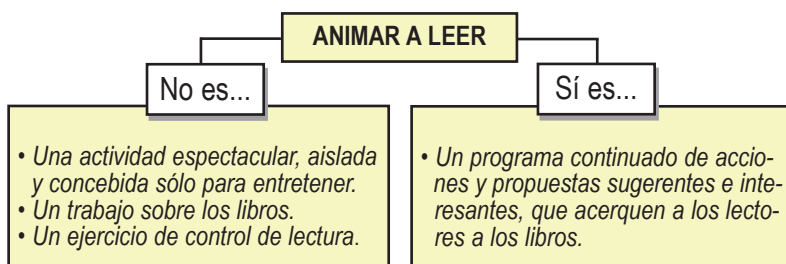 ANIMAR A LEER
No es...
• Una actividad espectacular, aislada
y concebida sólo para entretener.
• Un trabajo sobre los libros.
• Un ejercicio de control de lectura.
Sí es...
• Un programa continuado de accio-
nes y propuestas sugerentes e inte-
resantes, que acerquen a los lecto-
res a los libros.